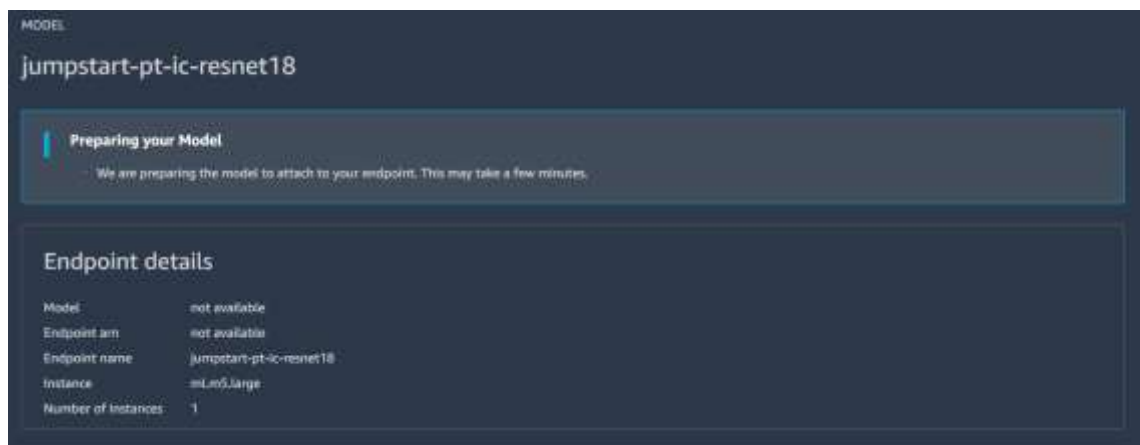 MODEL
jumpstart-pt-ic-resnet18
Preparing your Model
We are preparing the model to attach to your endpoint. This may take a few minutes.
Endpoint details
Model not available
Endpoint arn not available
Endpoint name jumpstart-pt-ic-resnet18
Instance ml.m5.large
Number of Instances 1